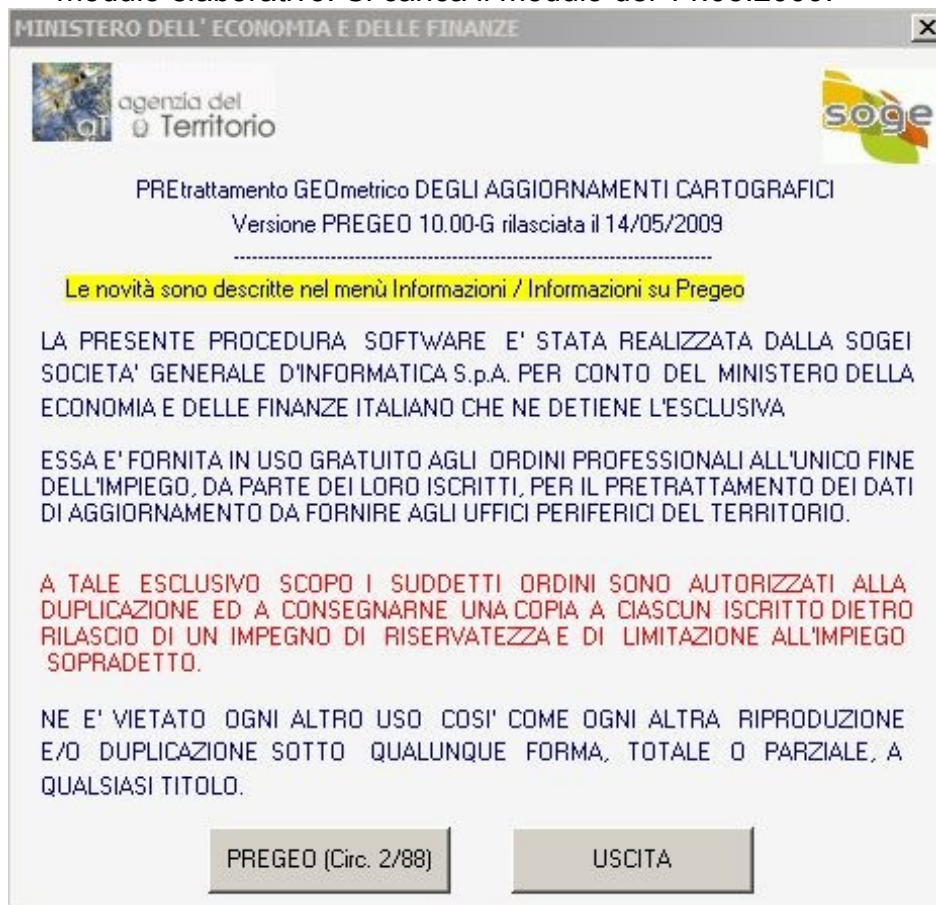 MINISTERO DELL' ECONOMIA E DELLE FINANZE
agenzia del
Territorio
soge
PREtrattamento GEOmetrico DEGLI AGGIORNAMENTI CARTOGRAFICI
Versione PREGEO 10.00-G rilasciata il 14/05/2009
Le novità sono descritte nel menù Informazioni / Informazioni su Pregeo
LA PRESENTE PROCEDURA SOFTWARE E' STATA REALIZZATA DALLA SOGEI
SOCIETA' GENERALE D'INFORMATICA S.p.A. PER CONTO DEL MINISTERO DELLA
ECONOMIA E DELLE FINANZE ITALIANO CHE NE DETIENE L'ESCLUSIVA
ESSA E' FORNITA IN USO GRATUITO AGLI ORDINI PROFESSIONALI ALL'UNICO FINE
DELL'IMPIEGO, DA PARTE DEI LORO ISCRITTI, PER IL PRETRATTAMENTO DEI DATI
DI AGGIORNAMENTO DA FORNIRE AGLI UFFICI PERIFERICI DEL TERRITORIO.
A TALE ESCLUSIVO SCOPO I SUDDETTI ORDINI SONO AUTORIZZATI ALLA
DUPLICAZIONE ED A CONSEGNARNE UNA COPIA A CIASCUN ISCRITTO DIETRO
RILASCIO DI UN IMPEGNO DI RISERVATEZZA E DI LIMITAZIONE ALL'IMPIEGO
SOPRADETTO.
NE E' VIETATO OGNI ALTRO USO COSI' COME OGNI ALTRA RIPRODUZIONE
E/O DUPLICAZIONE SOTTO QUALUNQUE FORMA, TOTALE O PARZIALE, A
QUALSIASI TITOLO.
PREGEO (Circ. 2/88)
USCITA